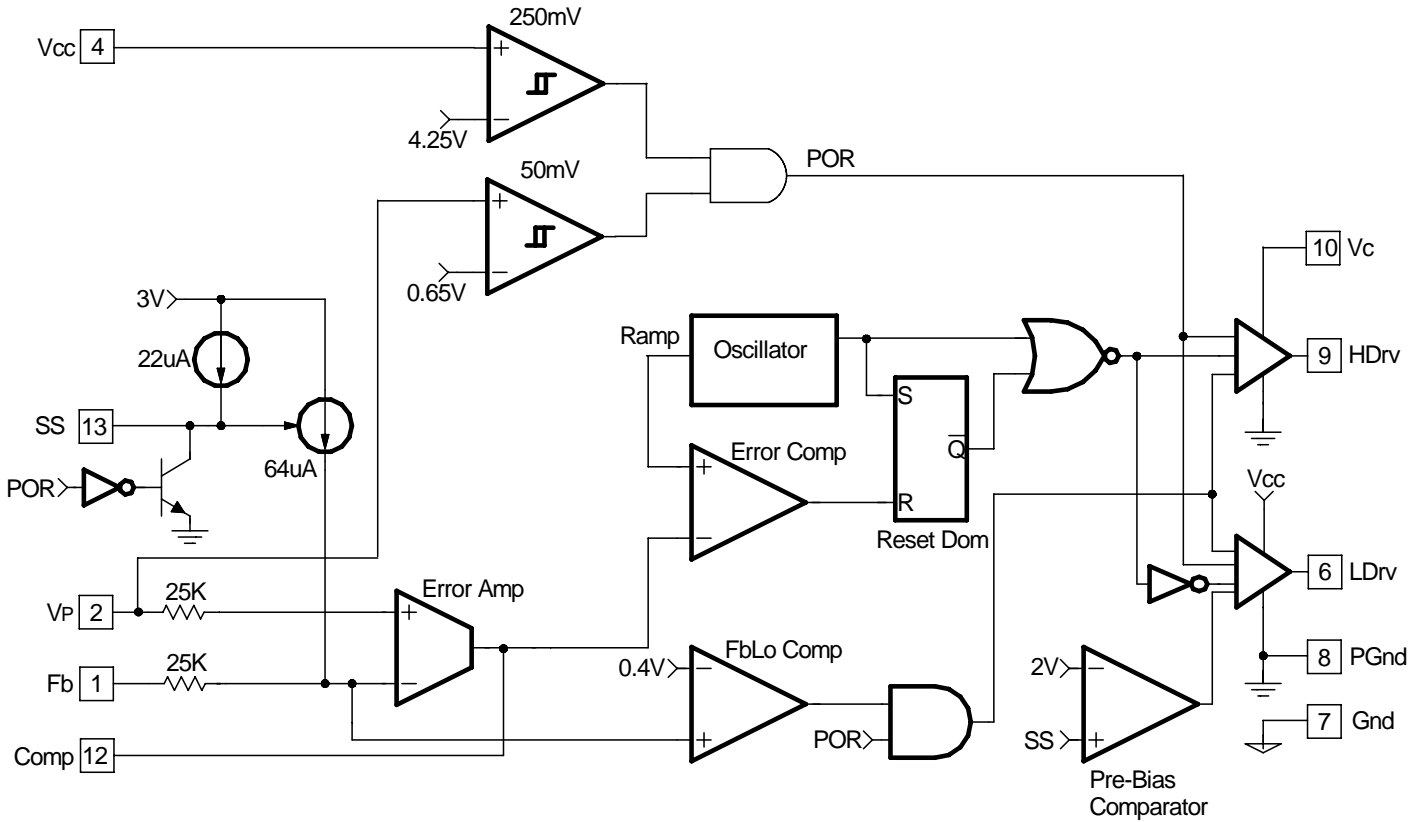 250mV
Vcc 4
+
−
4.25V
50mV
+
−
0.65V
POR
10 Vc
3V
22uA
Ramp
Oscillator
9 HDrv
SS 13
64uA
POR
S
Q
R
Reset Dom
Error Comp
+
−
Vcc
VP 2
25K
Error Amp
+
−
6 LDrv
Fb 1
25K
0.4V
FbLo Comp
−
+
POR
2V
−
SS
+
8 PGnd
7 Gnd
Comp 12
Pre-Bias
Comparator